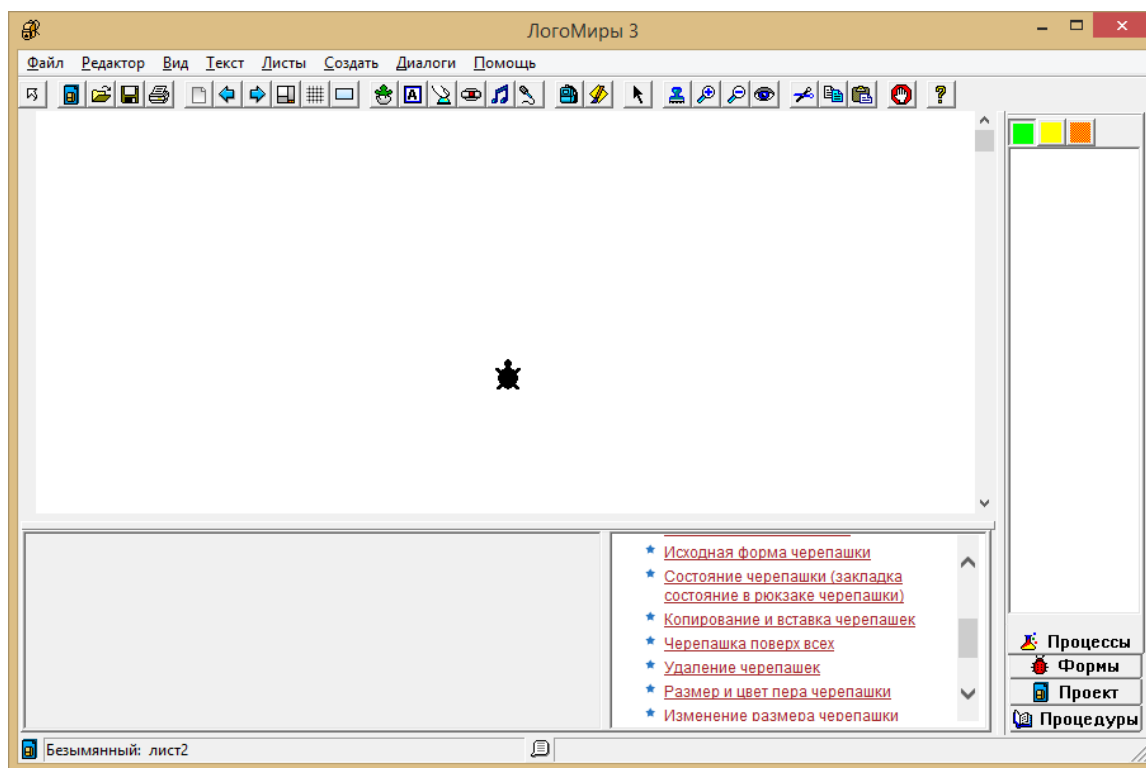 ЛогоМиры 3
Файл Редактор Вид Текст Листы Создать Диалоги Помощь
A ?
Исходная форма черепашки
Состояние черепашки (закладка
состояние в рюкзаке черепашки)
Копирование и вставка черепашек
Черепашка поверх всех
Удаление черепашек
Размер и цвет пера черепашки
Изменение размера черепашки
Процессы
Формы
Проект
Процедуры
Безымянный: лист2